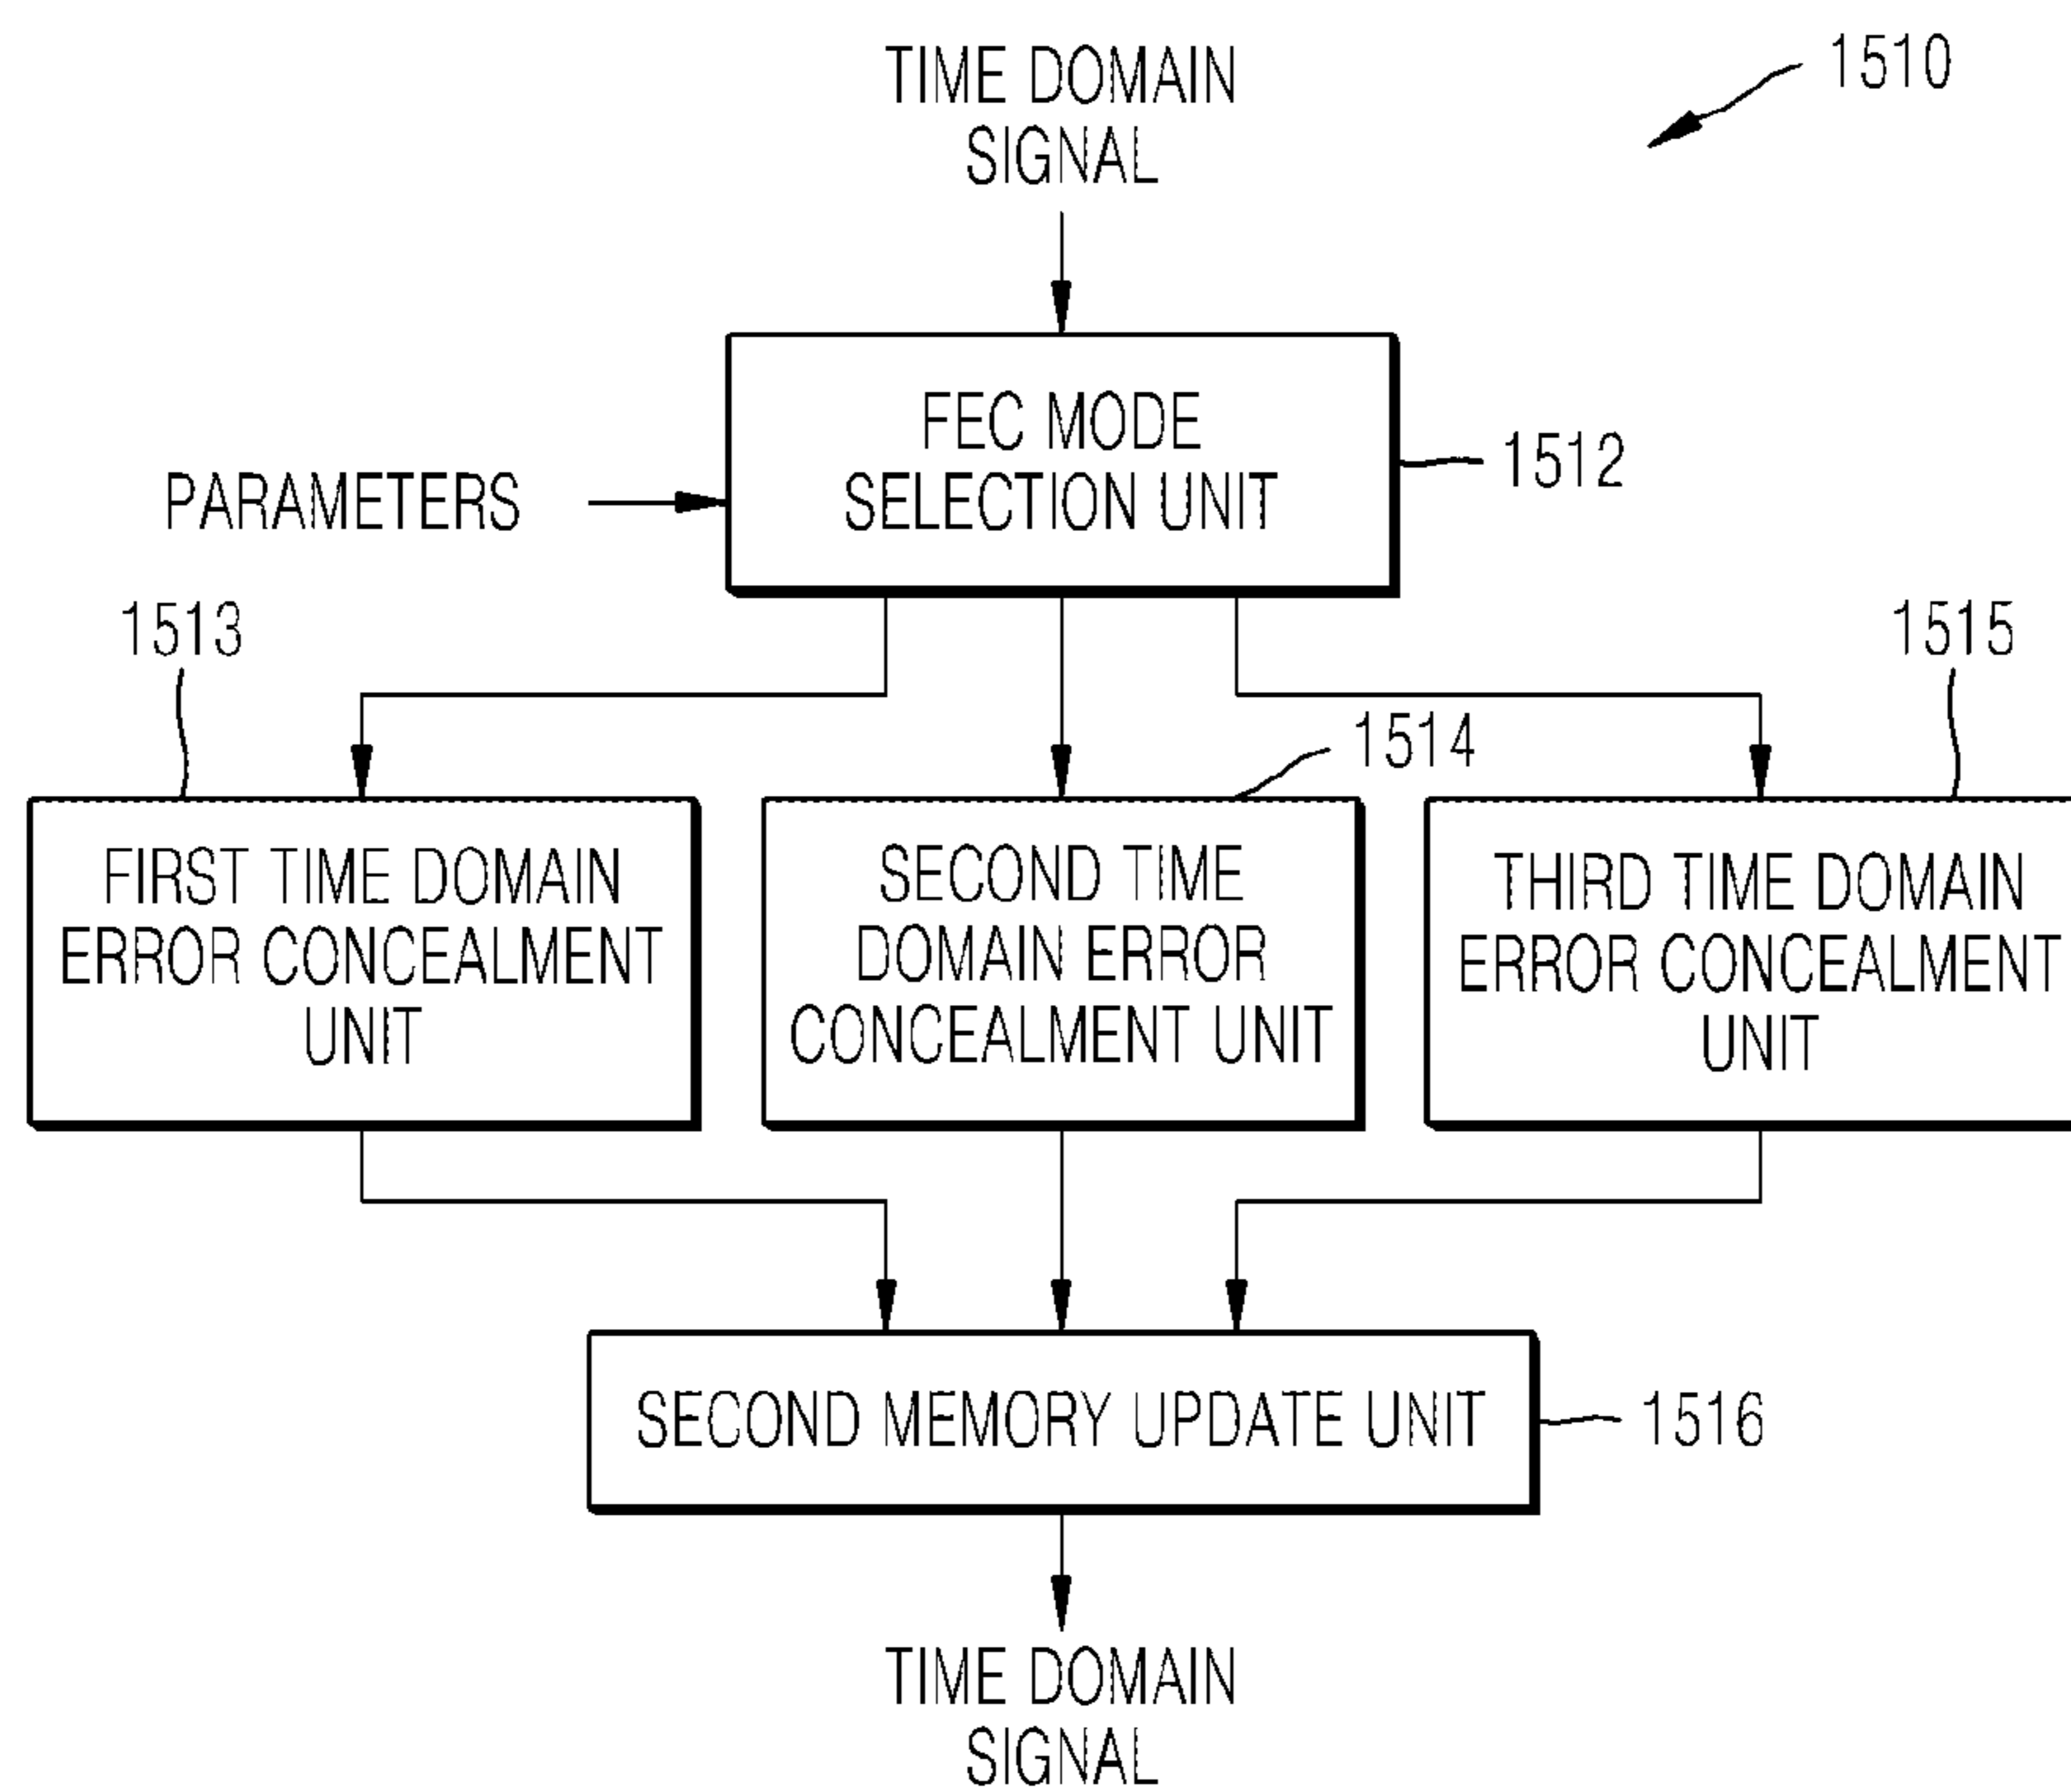 TIME DOMAIN
SIGNAL
1510
FEC MODE
SELECTION UNIT
1512
PARAMETERS
1513
1515
1514
FIRST TIME DOMAIN
ERROR CONCEALMENT
UNIT
SECOND TIME
DOMAIN ERROR
CONCEALMENT UNIT
THIRD TIME DOMAIN
ERROR CONCEALMENT
UNIT
SECOND MEMORY UPDATE UNIT
1516
TIME DOMAIN
SIGNAL